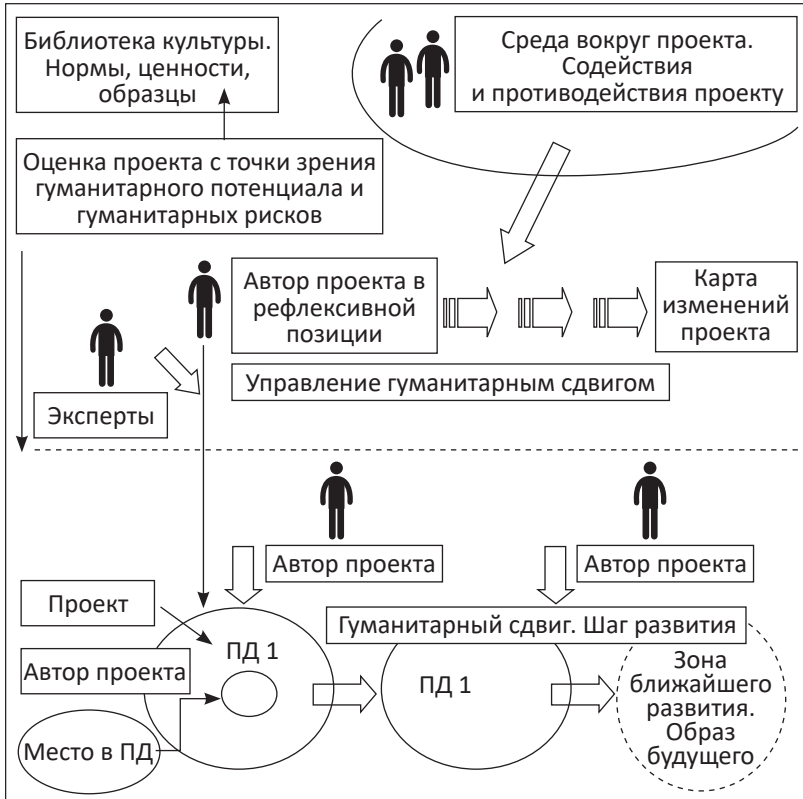 Библиотека культуры.
Нормы, ценности,
образцы
Среда вокруг проекта.
Содействия
и противодействия проекту
Оценка проекта с точки зрения
гуманитарного потенциала и
гуманитарных рисков
Автор проекта в
рефлексивной
позиции
Карта
изменений
проекта
Управление гуманитарным сдвигом
Эксперты
Автор проекта
Автор проекта
Проект
Гуманитарный сдвиг. Шаг развития
Автор проекта
ПД 1
ПД 1
Зона
ближайшего
развития.
Образ
будущего
Место в ПД